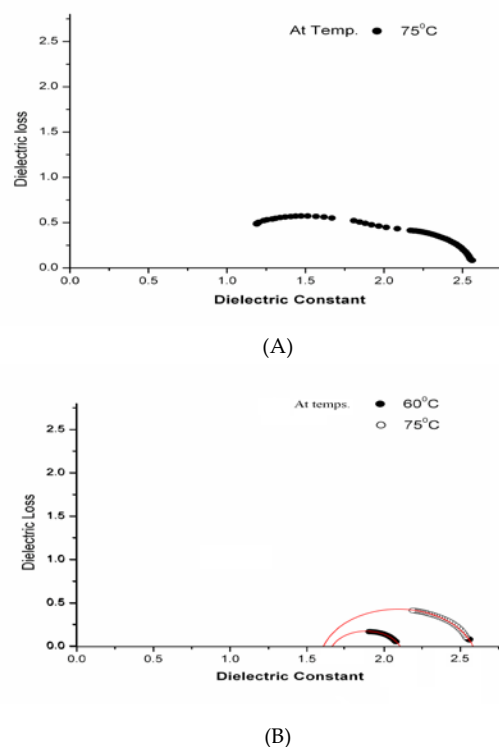 At Temp. ● 75°C
Dielectric loss
2.5
2.0
1.5
1.0
0.5
0.0
0.0 0.5 1.0 1.5 2.0 2.5
Dielectric Constant
(A)
At temps. ● 60°C
○ 75°C
Dielectric Loss
2.5
2.0
1.5
1.0
0.5
0.0
0.0 0.5 1.0 1.5 2.0 2.5
Dielectric Constant
(B)